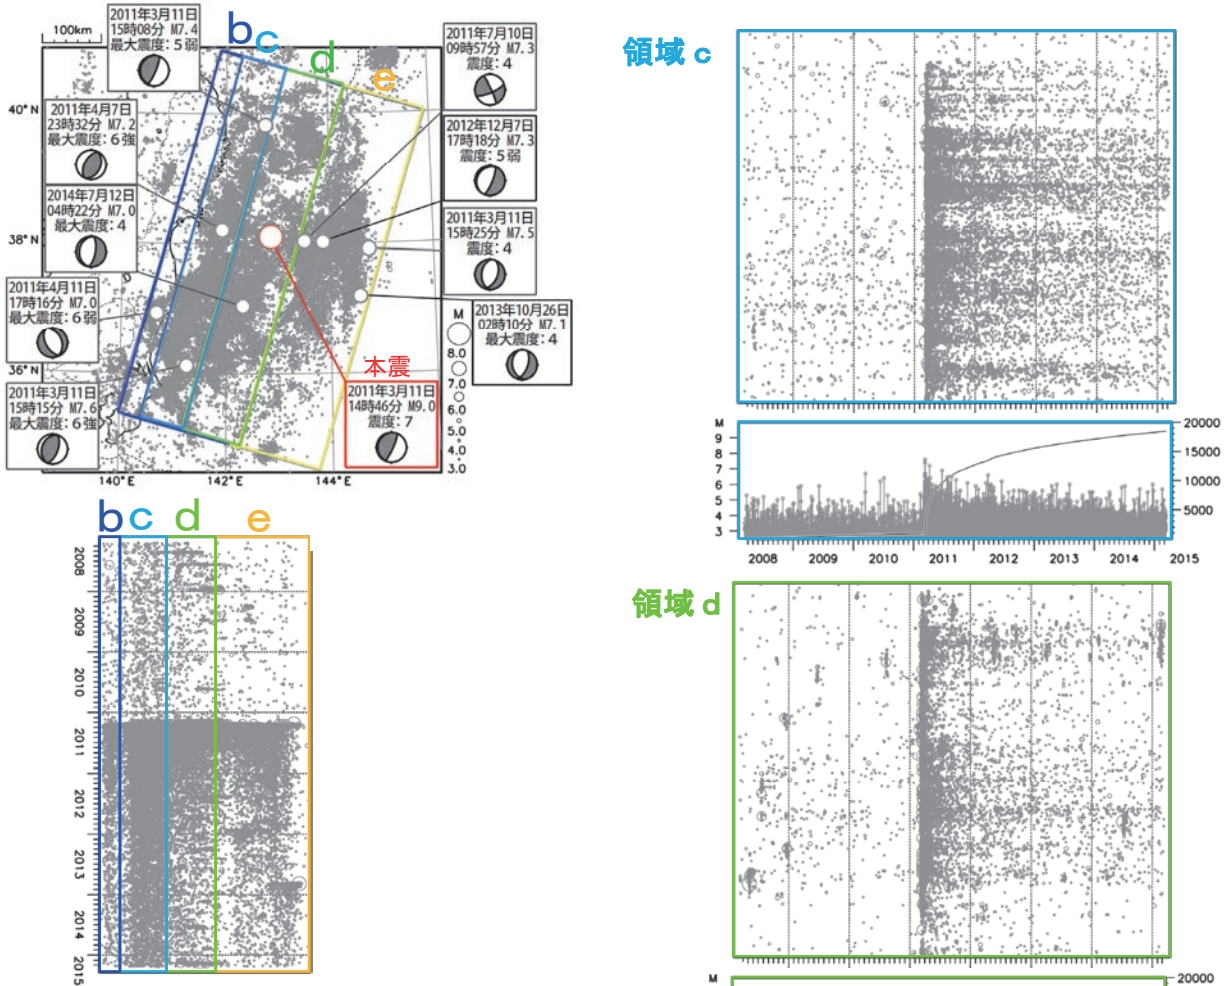 100km
b
c
d
e
2011年3月11日
15時08分 M7.4
最大震度:5弱
2011年4月7日
23時32分 M7.2
最大震度:6強
2014年7月12日
04時22分 M7.0
最大震度:4
2011年4月11日
17時16分 M7.0
最大震度:6弱
2011年3月11日
15時15分 M7.6
最大震度:6強
2011年7月10日
09時57分 M7.3
震度:4
2012年12月7日
17時18分 M7.3
震度:5弱
2011年3月11日
15時25分 M7.5
震度:4
2013年10月26日
02時10分 M7.1
最大震度:4
本震
2011年3月11日
14時46分 M9.0
震度:7
40°N
38°N
36°N
140°E
142°E
144°E
M
8.0
7.0
6.0
5.0
4.0
3.0
b
c
d
e
2008
2009
2010
2011
2012
2013
2014
2015
領域 c
M
9
8
7
6
5
4
3
20000
15000
10000
5000
2008
2009
2010
2011
2012
2013
2014
2015
領域 d
M
20000